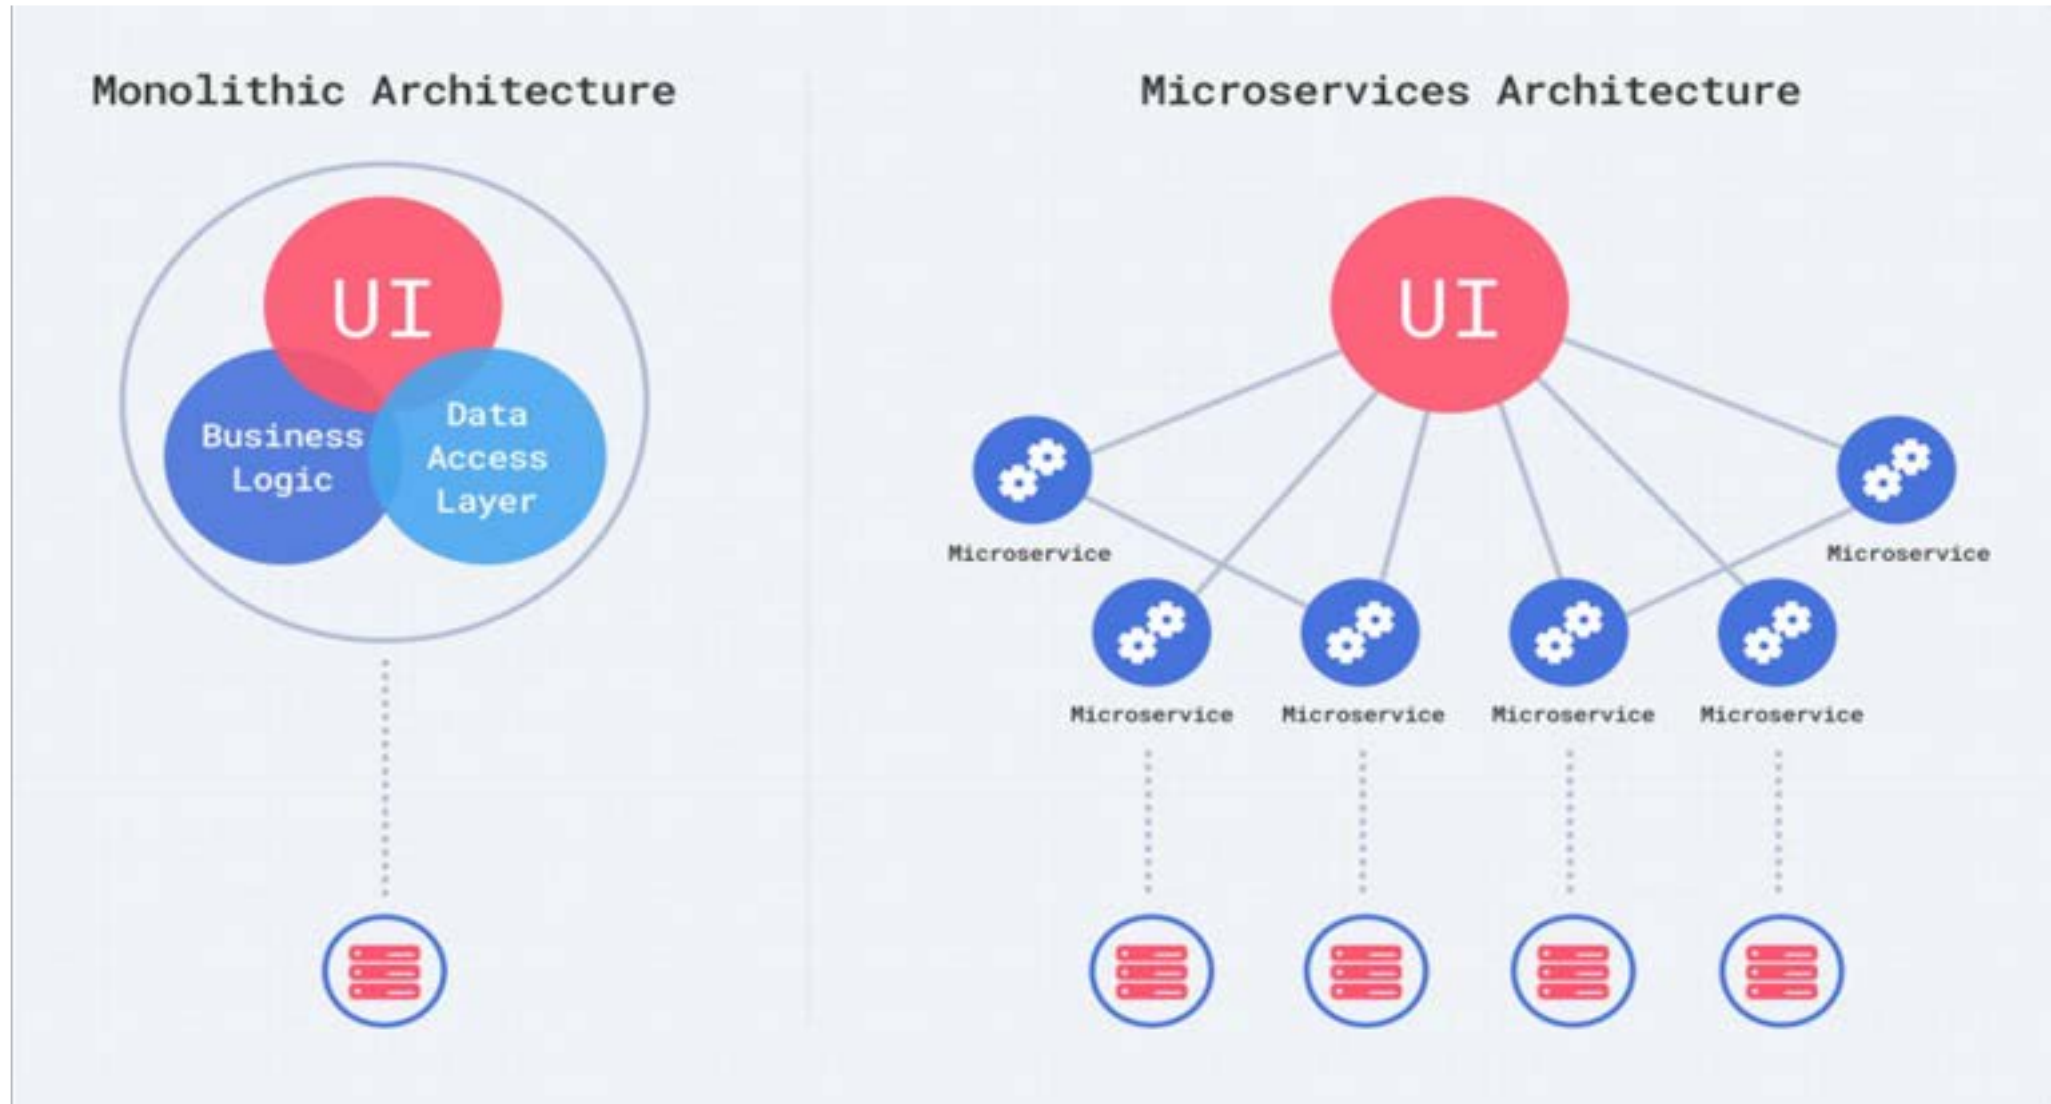 Monolithic Architecture
UI
Business
Logic
Data
Access
Layer
Microservices Architecture
UI
Microservice
Microservice
Microservice
Microservice
Microservice
Microservice